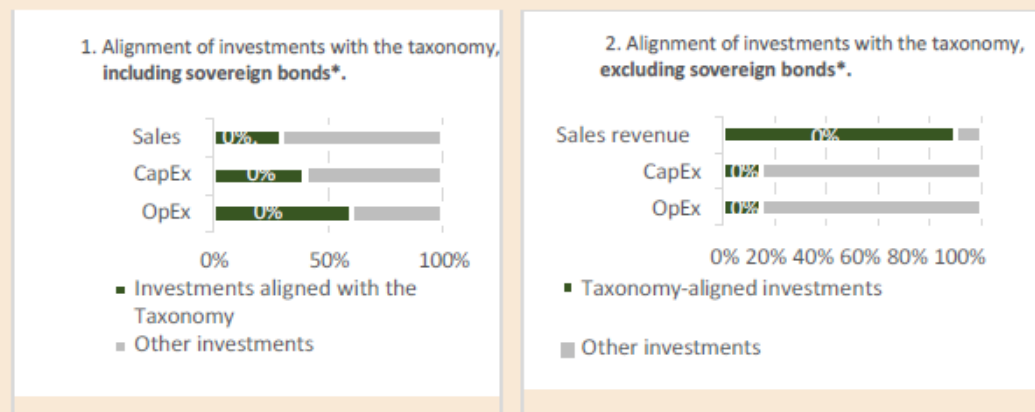 1. Alignment of investments with the taxonomy,
including sovereign bonds*.
Sales
0%.
CapEx
0%
OpEx
0%
0% 50% 100%
Investments aligned with the
Taxonomy
Other investments
2. Alignment of investments with the taxonomy,
excluding sovereign bonds*.
Sales revenue
0%
CapEx
0%
OpEx
0%
0% 20% 40% 60% 80% 100%
Taxonomy-aligned investments
Other investments